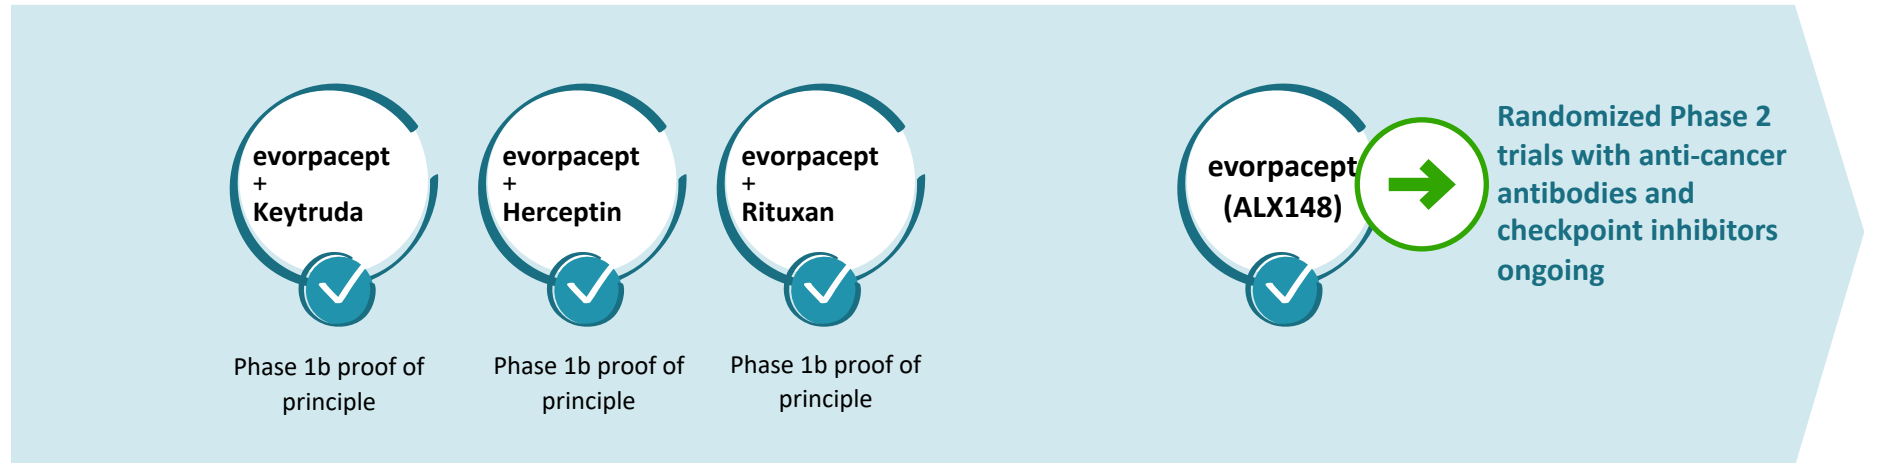 evorpacept
+
Keytruda
Phase 1b proof of
principle
evorpacept
+
Herceptin
Phase 1b proof of
principle
evorpacept
+
Rituxan
Phase 1b proof of
principle
evorpacept
(ALX148)
Randomized Phase 2
trials with anti-cancer
antibodies and
checkpoint inhibitors
ongoing